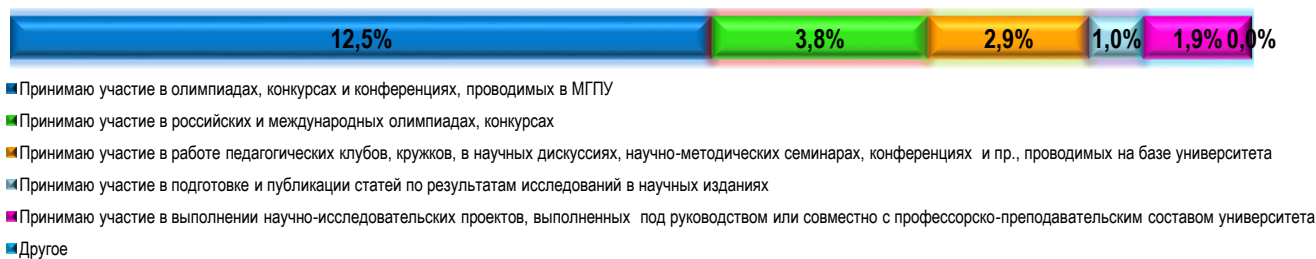 12,5% 3,8% 2,9% 1,0% 1,9% 0,0%
Принимаю участие в олимпиадах, конкурсах и конференциях, проводимых в МГПУ
Принимаю участие в российских и международных олимпиадах, конкурсах
Принимаю участие в работе педагогических клубов, кружков, в научных дискуссиях, научно-методических семинарах, конференциях и пр., проводимых на базе университета
Принимаю участие в подготовке и публикации статей по результатам исследований в научных изданиях
Принимаю участие в выполнении научно-исследовательских проектов, выполненных под руководством или совместно с профессорско-преподавательским составом университета
Другое